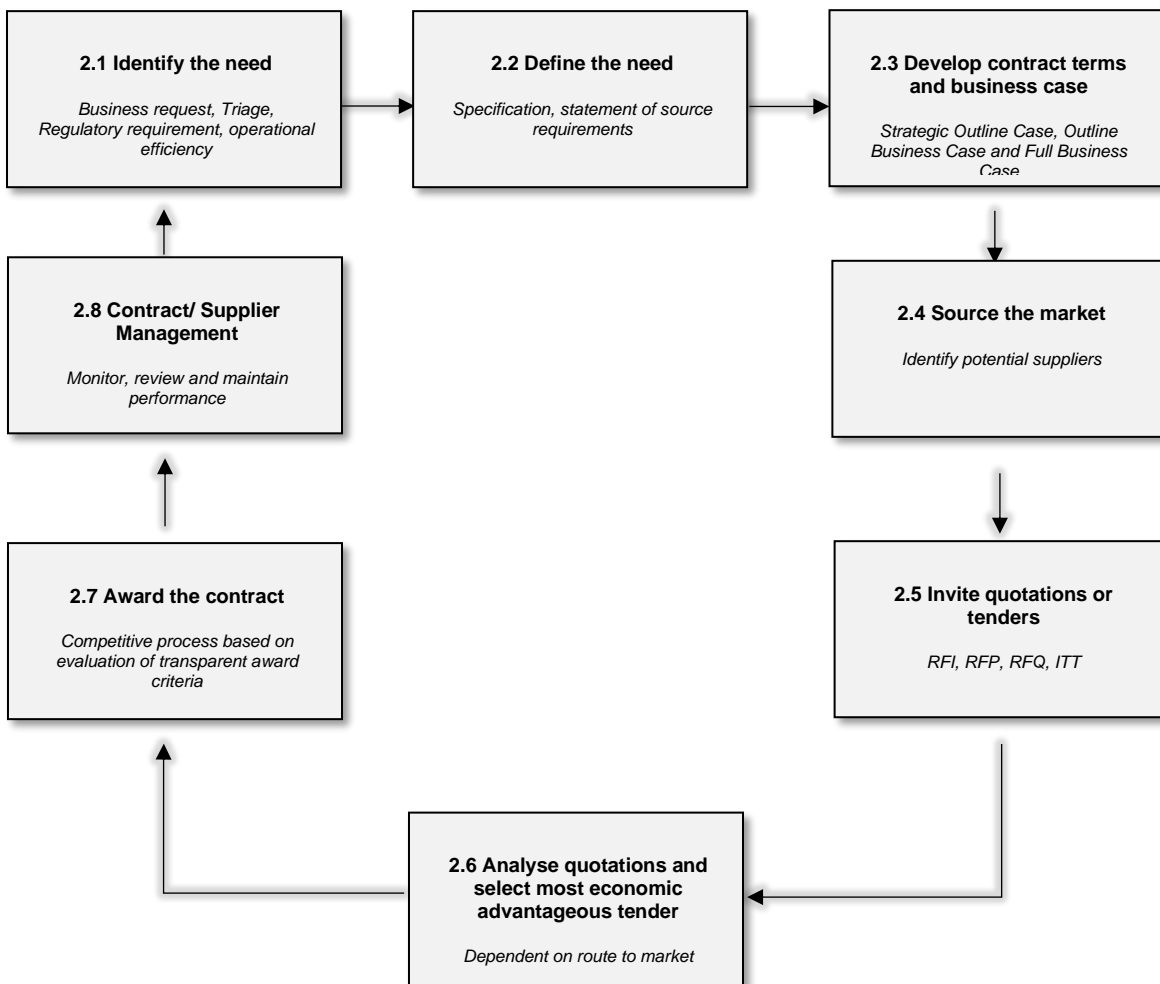 2.1 Identify the need
Business request, Triage,
Regulatory requirement, operational
efficiency
2.2 Define the need
Specification, statement of source
requirements
2.3 Develop contract terms
and business case
Strategic Outline Case, Outline
Business Case and Full Business
Case
2.4 Source the market
Identify potential suppliers
2.5 Invite quotations or
tenders
RFI, RFP, RFQ, ITT
2.6 Analyse quotations and
select most economic
advantageous tender
Dependent on route to market
2.7 Award the contract
Competitive process based on
evaluation of transparent award
criteria
2.8 Contract/ Supplier
Management
Monitor, review and maintain
performance